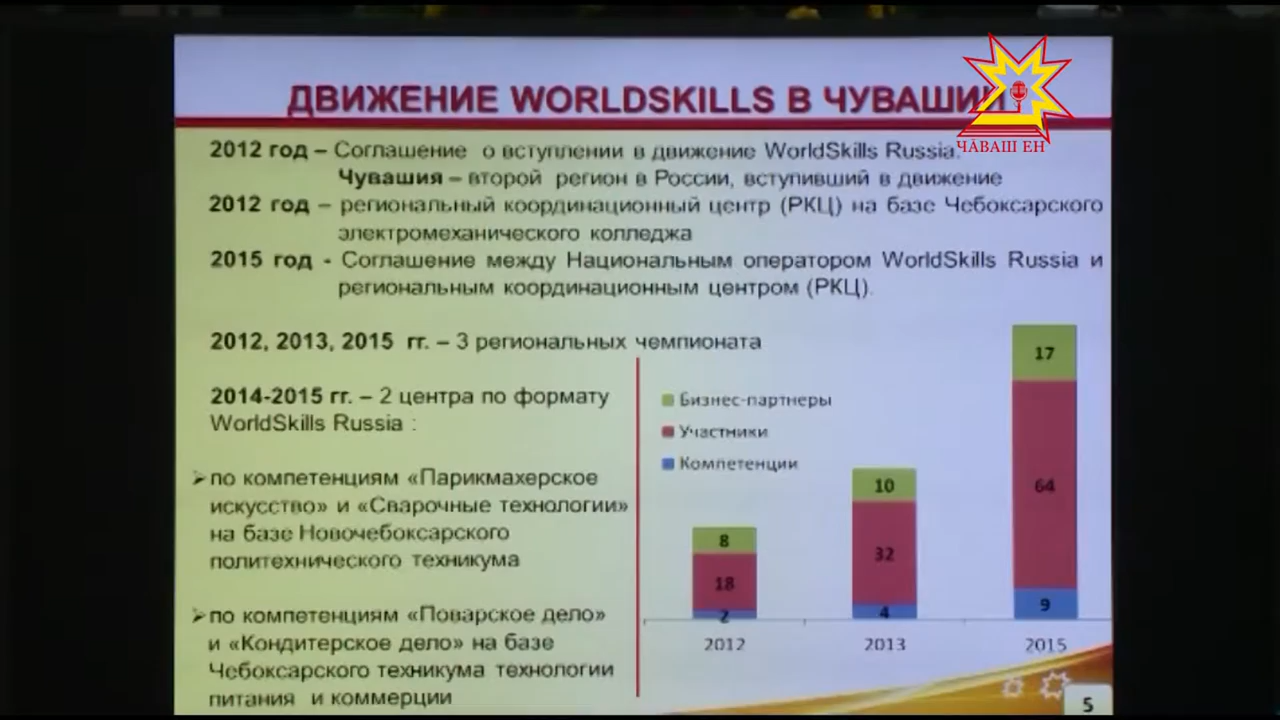 ДВИЖЕНИЕ WORLDSKILLS В ЧУВАШИИ
ЧӐВАШ ЕН
2012 год – Соглашение о вступлении в движение WorldSkills Russia.
Чувашия – второй регион в России, вступивший в движение
2012 год – региональный координационный центр (РКЦ) на базе Чебоксарского
электромеханического колледжа
2015 год - Соглашение между Национальным оператором WorldSkills Russia и
региональным координационным центром (РКЦ).
2012, 2013, 2015 гг. – 3 региональных чемпионата
2014-2015 гг. – 2 центра по формату
WorldSkills Russia :
по компетенциям «Парикмахерское
искусство» и «Сварочные технологии»
на базе Новочебоксарского
политехнического техникума
по компетенциям «Поварское дело»
и «Кондитерское дело» на базе
Чебоксарского техникума технологии
питания и коммерции
Бизнес-партнеры
Участники
Компетенции
8
18
2
10
32
4
17
64
9
2012
2013
2015
5